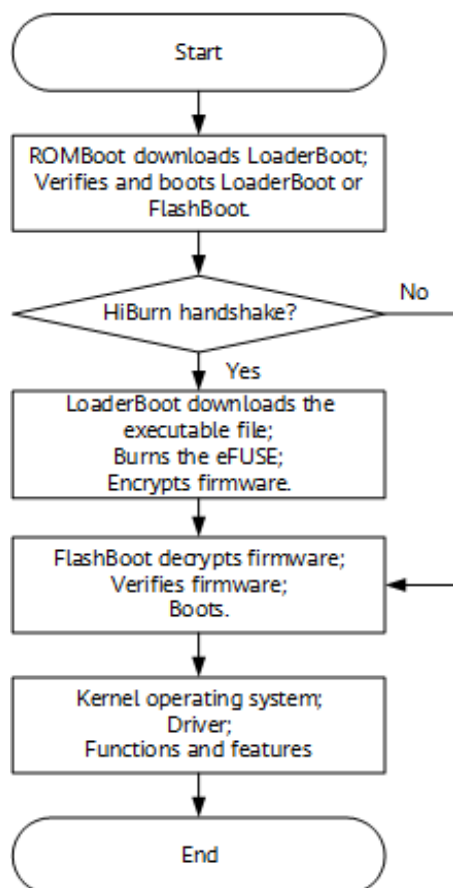 Start
ROMBoot downloads LoaderBoot;
Verifies and boots LoaderBoot or
FlashBoot.
HiBurn handshake?
No
Yes
LoaderBoot downloads the
executable file;
Burns the eFUSE;
Encrypts firmware.
FlashBoot decrypts firmware;
Verifies firmware;
Boots.
Kernel operating system;
Driver;
Functions and features
End